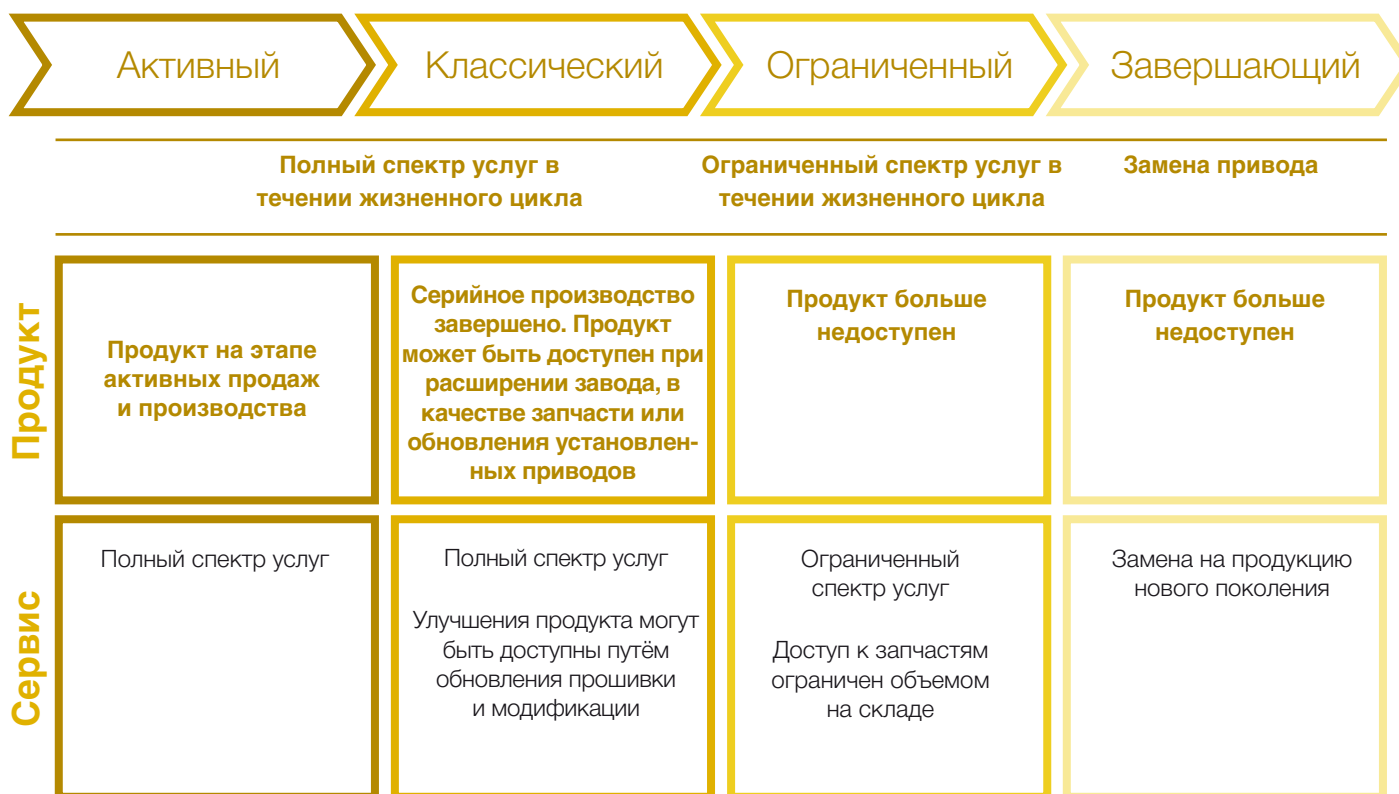 Активный
Классический
Ограниченный
Завершающий
Полный спектр услуг в
течении жизненного цикла
Ограниченный спектр услуг в
течении жизненного цикла
Замена привода
Продукт
Продукт на этапе
активных продаж
и производства
Серийное производство
завершено. Продукт
может быть доступен при
расширении завода, в
качестве запчасти или
обновления установлен-
ных приводов
Продукт больше
недоступен
Продукт больше
недоступен
Сервис
Полный спектр услуг
Полный спектр услуг
Улучшения продукта могут
быть доступны путём
обновления прошивки
и модификации
Ограниченный
спектр услуг
Доступ к запчастям
ограничен объемом
на складе
Замена на продукцию
нового поколения